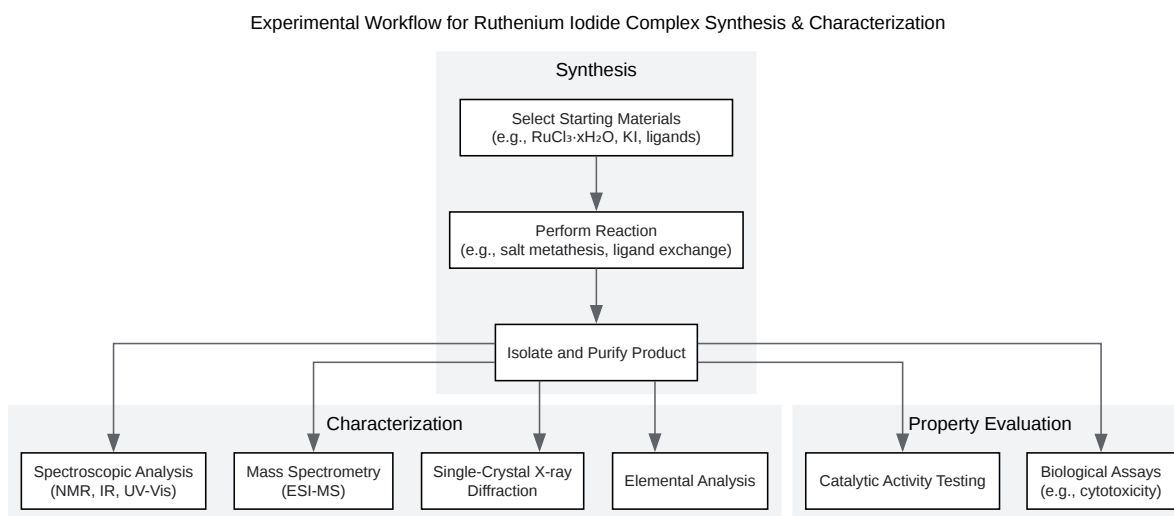 Experimental Workflow for Ruthenium Iodide Complex Synthesis & Characterization
Synthesis
Select Starting Materials
(e.g., RuCl₃·xH₂O, KI, ligands)
Perform Reaction
(e.g., salt metathesis, ligand exchange)
Isolate and Purify Product
Characterization
Property Evaluation
Spectroscopic Analysis
(NMR, IR, UV-Vis)
Mass Spectrometry
(ESI-MS)
Single-Crystal X-ray
Diffraction
Elemental Analysis
Catalytic Activity Testing
Biological Assays
(e.g., cytotoxicity)